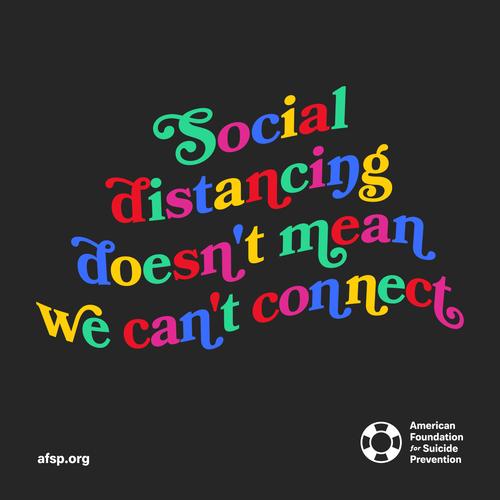 Social
distancing
doesn't mean
we can't connect
afsp.org
American
Foundation
for Suicide
Prevention